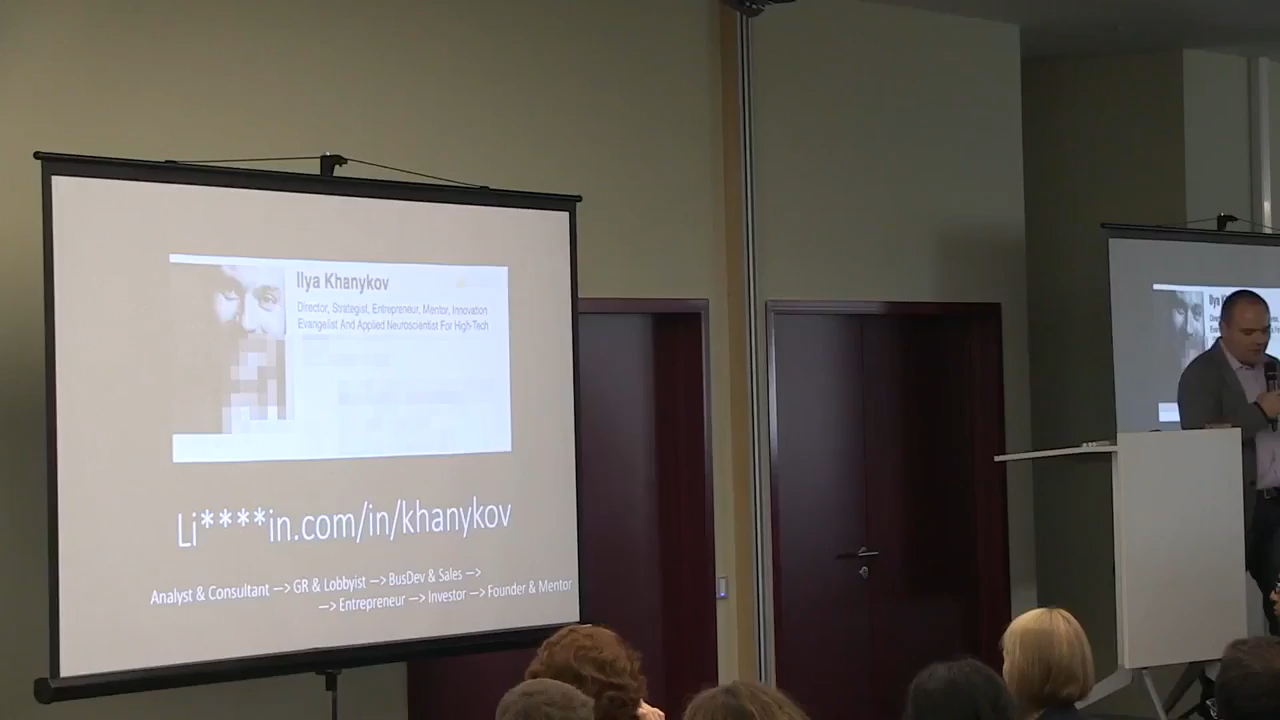 Ilya Khanykov
Director, Strategist, Entrepreneur, Mentor, Innovation
Evangelist And Applied Neuroscientist For High-Tech
Li****in.com/in/khanykov
Analyst & Consultant —> GR & Lobbyist —> BusDev & Sales —>
—> Entrepreneur —> Investor —> Founder & Mentor
Ilya